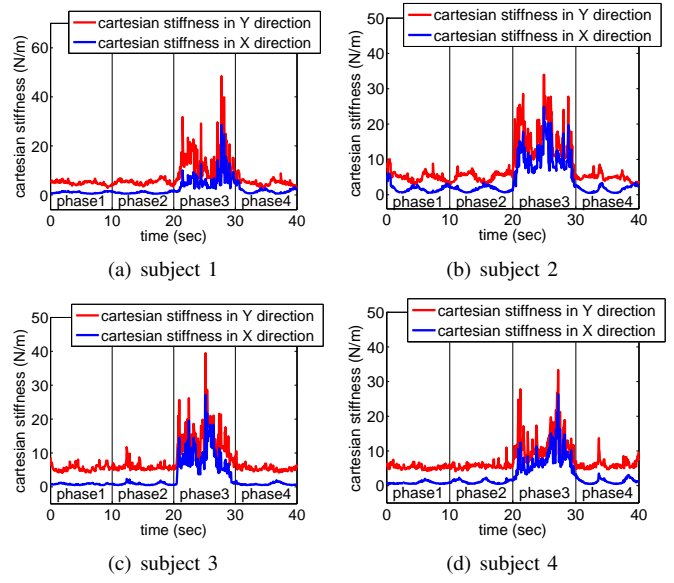 cartesian stiffness in Y direction
cartesian stiffness in X direction
cartesian stiffness (N/m)
60
40
20
0
phase1 phase2 phase3 phase4
0 10 20 30 40
time (sec)
(a) subject 1
cartesian stiffness in Y direction
cartesian stiffness in X direction
cartesian stiffness (N/m)
50
40
30
20
10
0
phase1 phase2 phase3 phase4
0 10 20 30 40
time (sec)
(b) subject 2
cartesian stiffness in Y direction
cartesian stiffness in X direction
cartesian stiffness (N/m)
50
40
30
20
10
0
phase1 phase2 phase3 phase4
0 10 20 30 40
time (sec)
(c) subject 3
cartesian stiffness in Y direction
cartesian stiffness in X direction
cartesian stiffness (N/m)
50
40
30
20
10
0
phase1 phase2 phase3 phase4
0 10 20 30 40
time (sec)
(d) subject 4